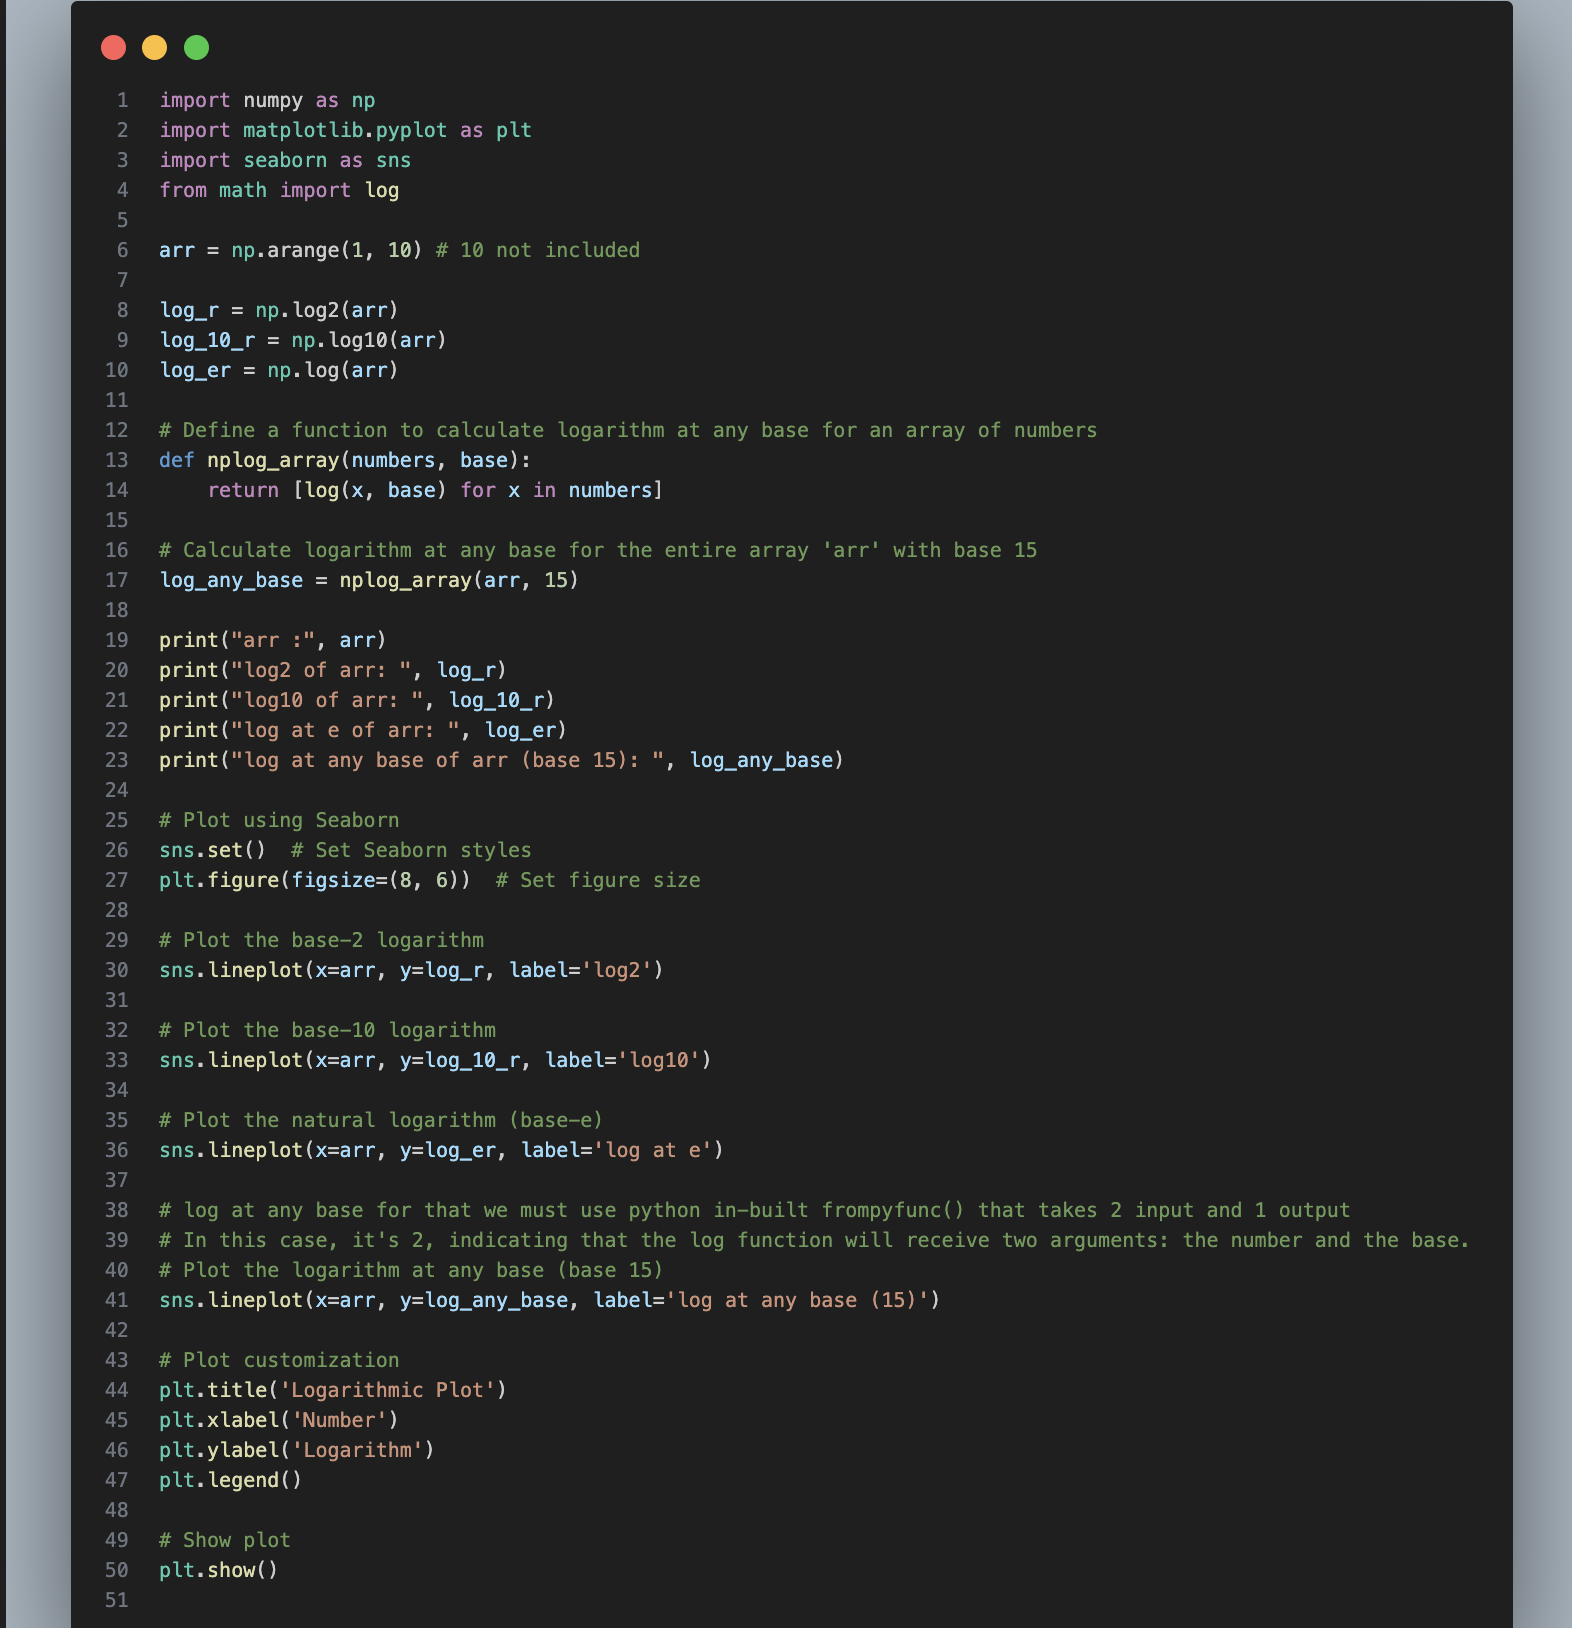 1 import numpy as np
2 import matplotlib.pyplot as plt
3 import seaborn as sns
4 from math import log
5
6 arr = np.arange(1, 10) # 10 not included
7
8 log_r = np.log2(arr)
9 log_10_r = np.log10(arr)
10 log_er = np.log(arr)
11
12 # Define a function to calculate logarithm at any base for an array of numbers
13 def nplog_array(numbers, base):
14     return [log(x, base) for x in numbers]
15
16 # Calculate logarithm at any base for the entire array 'arr' with base 15
17 log_any_base = nplog_array(arr, 15)
18
19 print("arr :", arr)
20 print("log2 of arr: ", log_r)
21 print("log10 of arr: ", log_10_r)
22 print("log at e of arr: ", log_er)
23 print("log at any base of arr (base 15): ", log_any_base)
24
25 # Plot using Seaborn
26 sns.set()  # Set Seaborn styles
27 plt.figure(figsize=(8, 6))  # Set figure size
28
29 # Plot the base-2 logarithm
30 sns.lineplot(x=arr, y=log_r, label='log2')
31
32 # Plot the base-10 logarithm
33 sns.lineplot(x=arr, y=log_10_r, label='log10')
34
35 # Plot the natural logarithm (base-e)
36 sns.lineplot(x=arr, y=log_er, label='log at e')
37
38 # log at any base for that we must use python in-built frompyfunc() that takes 2 input and 1 output
39 # In this case, it's 2, indicating that the log function will receive two arguments: the number and the base.
40 # Plot the logarithm at any base (base 15)
41 sns.lineplot(x=arr, y=log_any_base, label='log at any base (15)')
42
43 # Plot customization
44 plt.title('Logarithmic Plot')
45 plt.xlabel('Number')
46 plt.ylabel('Logarithm')
47 plt.legend()
48
49 # Show plot
50 plt.show()
51